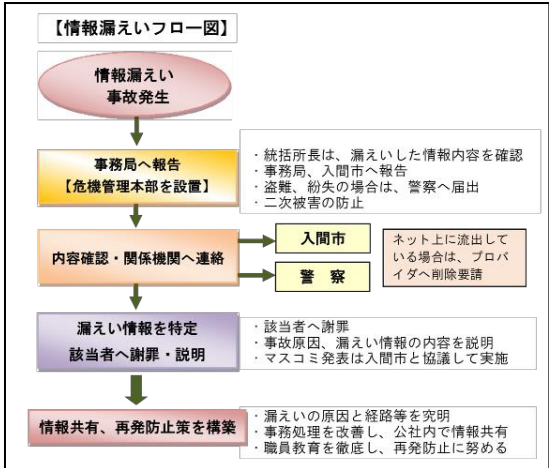 【情報漏えいフロー図】
情報漏えい
事故発生
事務局へ報告
【危機管理本部を設置】
・統括所長は、漏えいした情報内容を確認
・事務局、入間市へ報告
・盗難、紛失の場合は、警察へ届出
・二次被害の防止
内容確認・関係機関へ連絡
入間市
警 察
ネット上に流出して
いる場合は、プロバ
イダへ削除要請
漏えい情報を特定
該当者へ謝罪・説明
・該当者へ謝罪
・事故原因、漏えい情報の内容を説明
・マスコミ発表は入間市と協議して実施
情報共有、再発防止策を構築
・漏えいの原因と経路等を究明
・事務処理を改善し、公社内で情報共有
・職員教育を徹底し、再発防止に努める